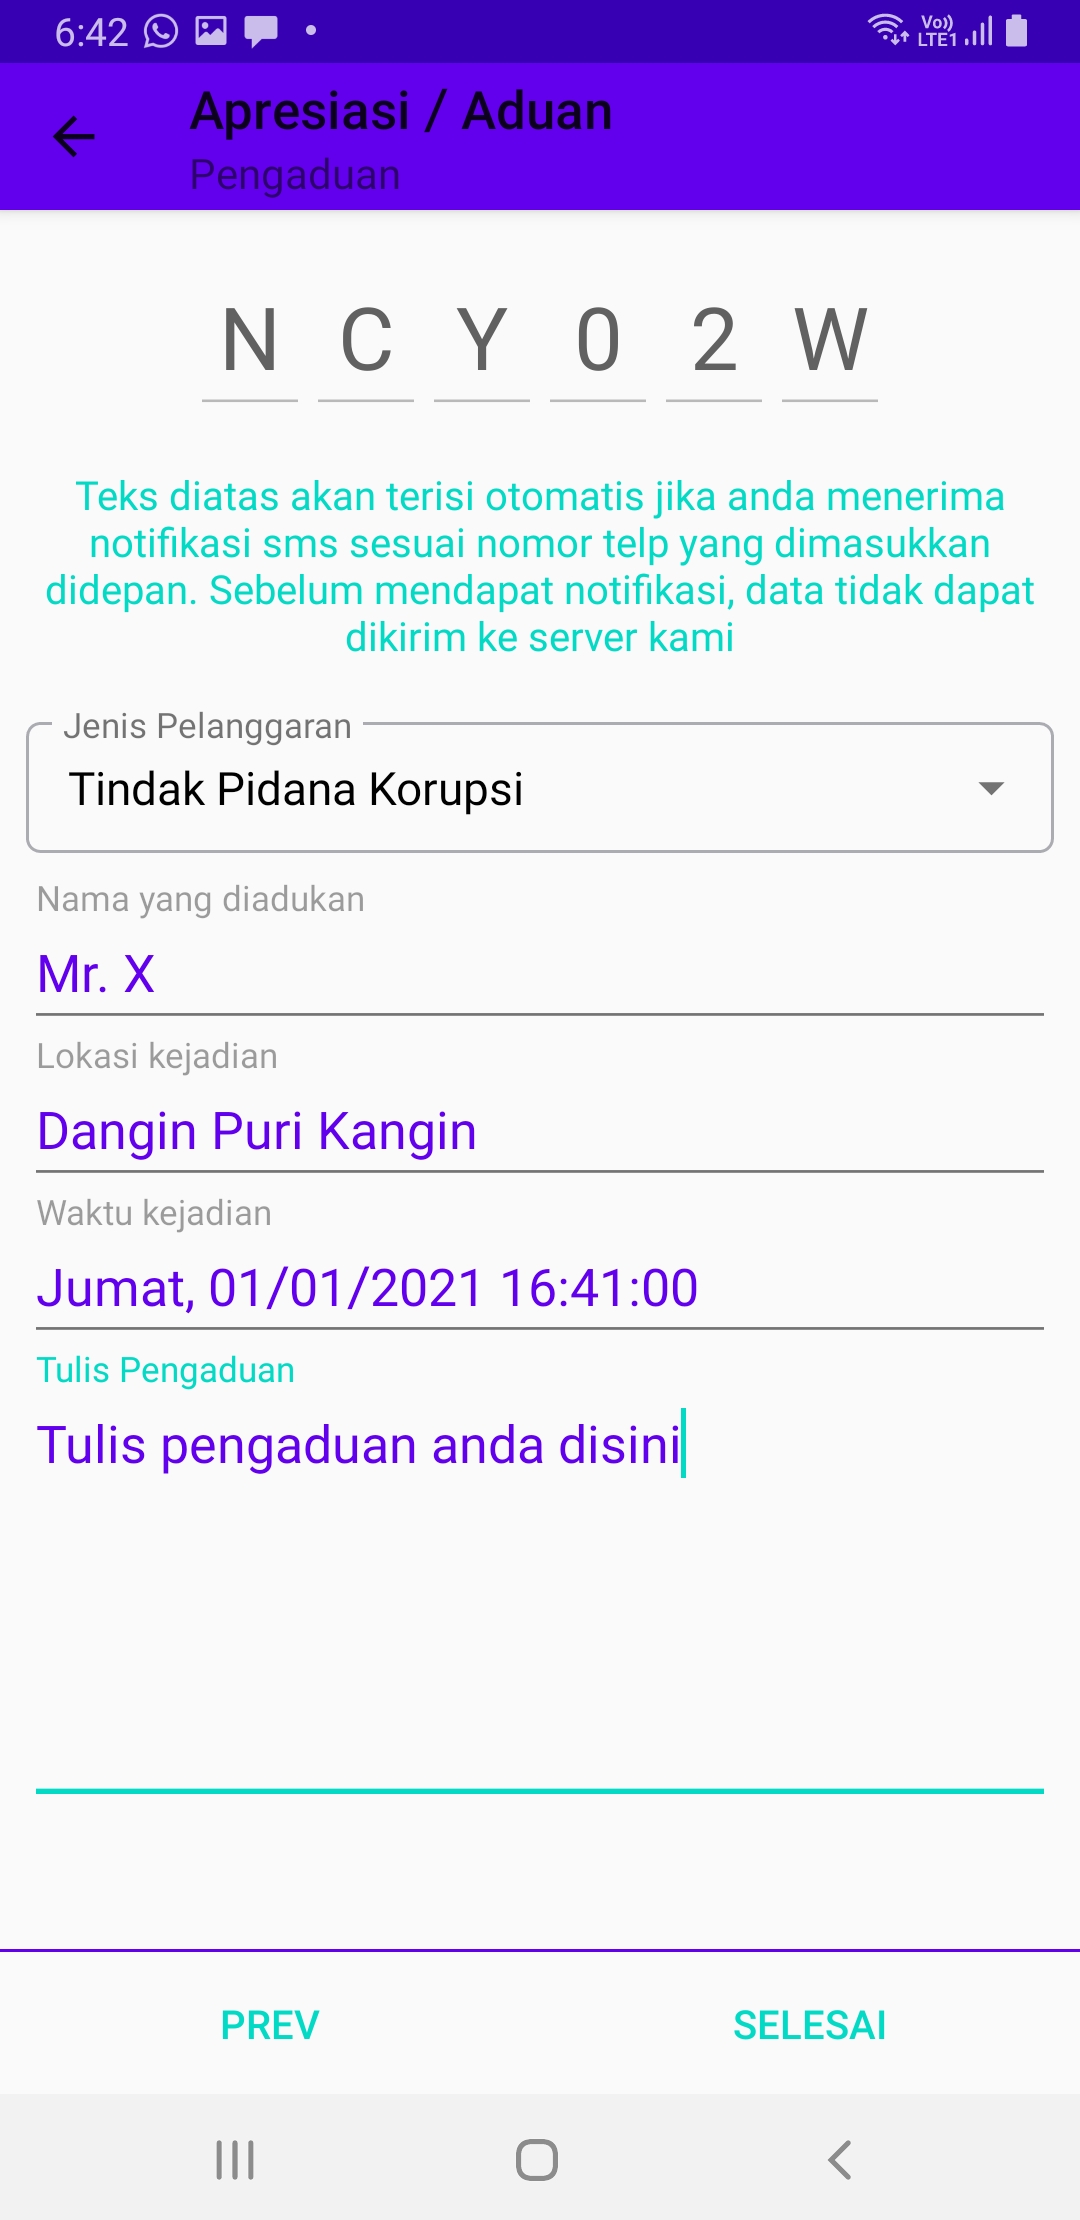 6:42 Vo)) LTE1
Apresiasi / Aduan
Pengaduan
N C Y 0 2 W
Teks diatas akan terisi otomatis jika anda menerima
notifikasi sms sesuai nomor telp yang dimasukkan
didepan. Sebelum mendapat notifikasi, data tidak dapat
dikirim ke server kami
Jenis Pelanggaran
Tindak Pidana Korupsi
Nama yang diadukan
Mr. X
Lokasi kejadian
Dangin Puri Kangin
Waktu kejadian
Jumat, 01/01/2021 16:41:00
Tulis Pengaduan
Tulis pengaduan anda disini
PREV SELESAI